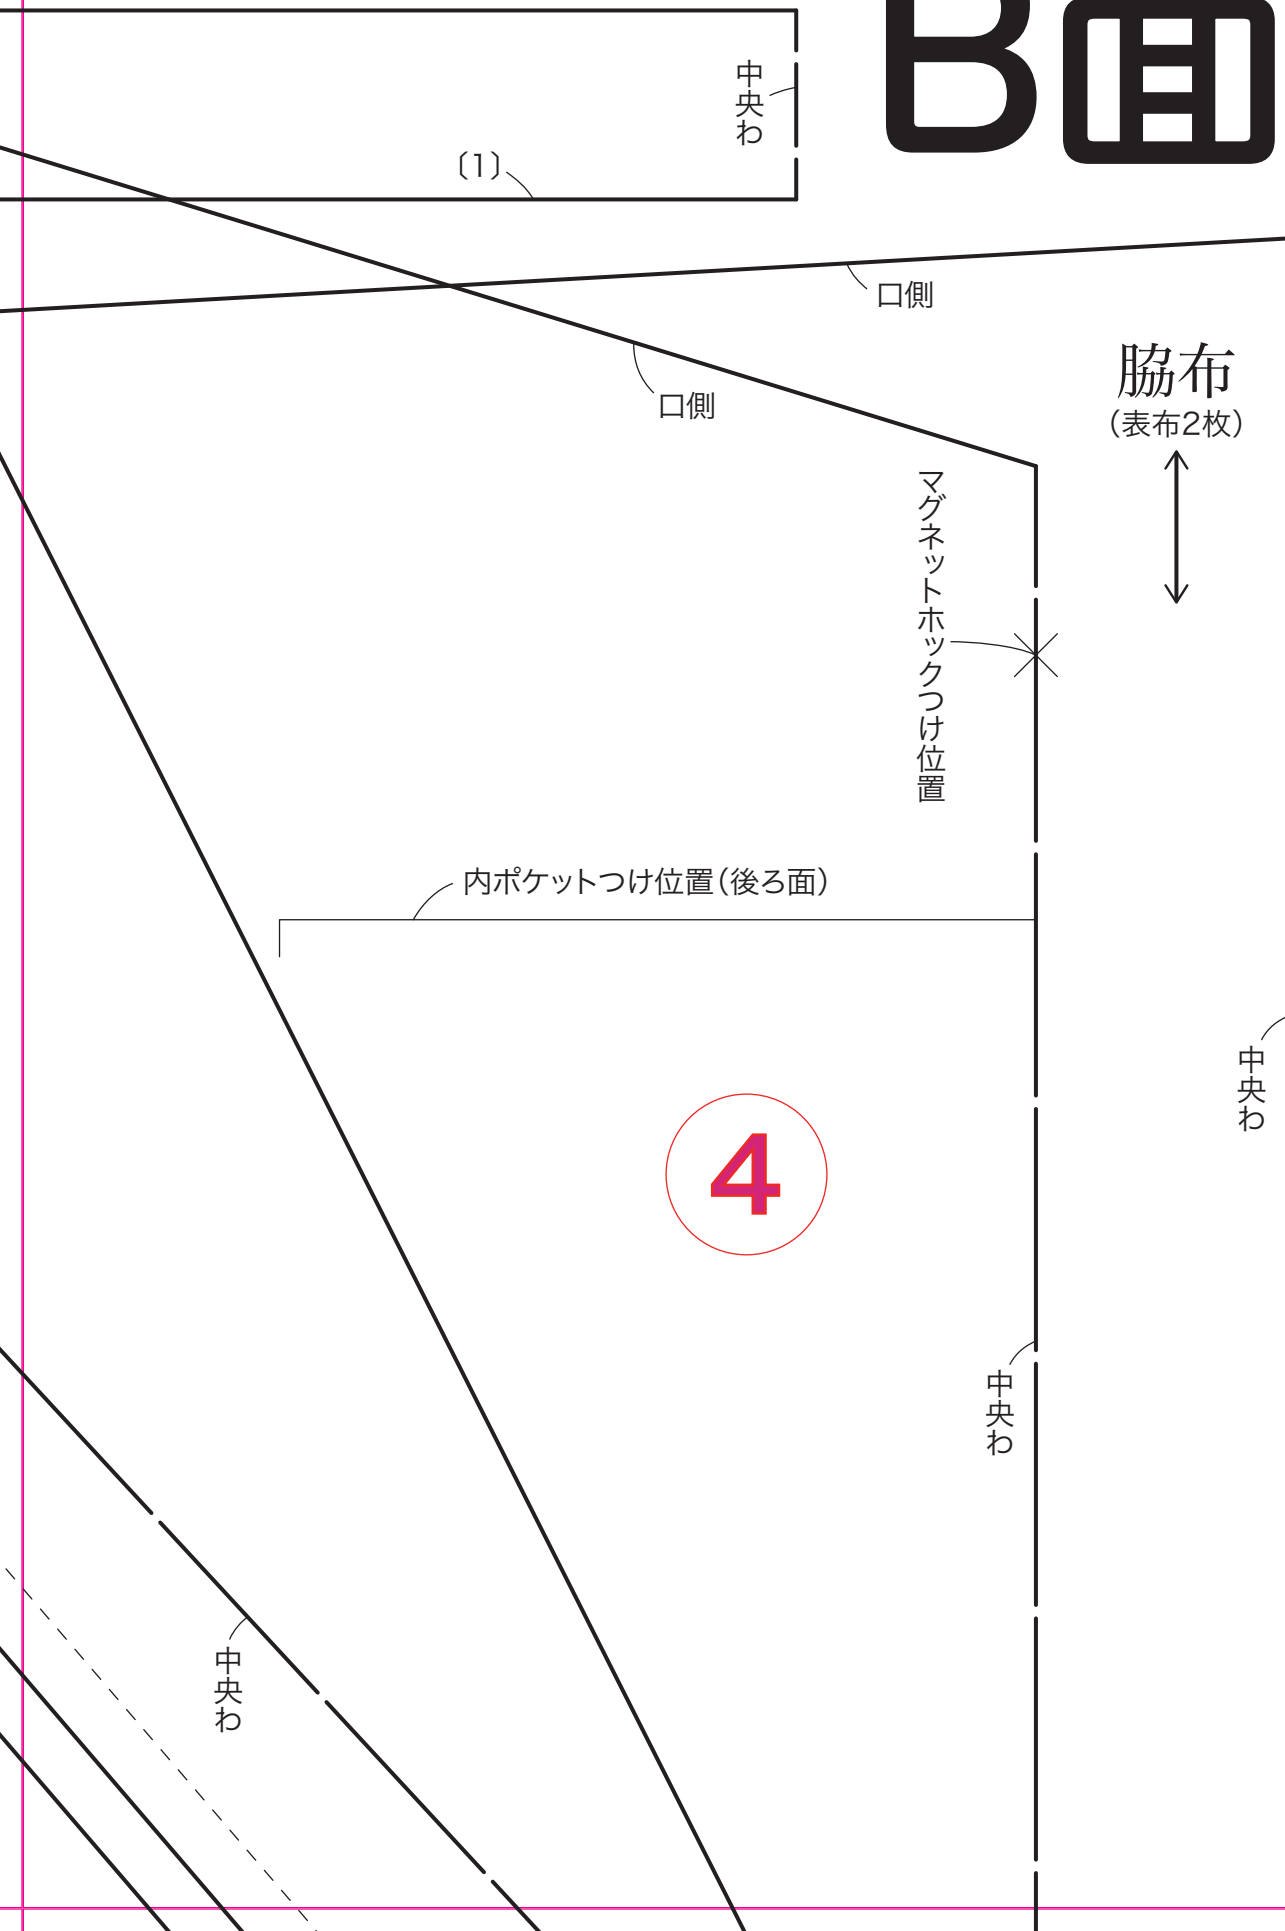 B面
中央わ
〔1〕
口側
口側
脇布
（表布2枚）
マグネットホックつけ位置
内ポケットつけ位置（後ろ面）
中央わ
4
中央わ
中央わ